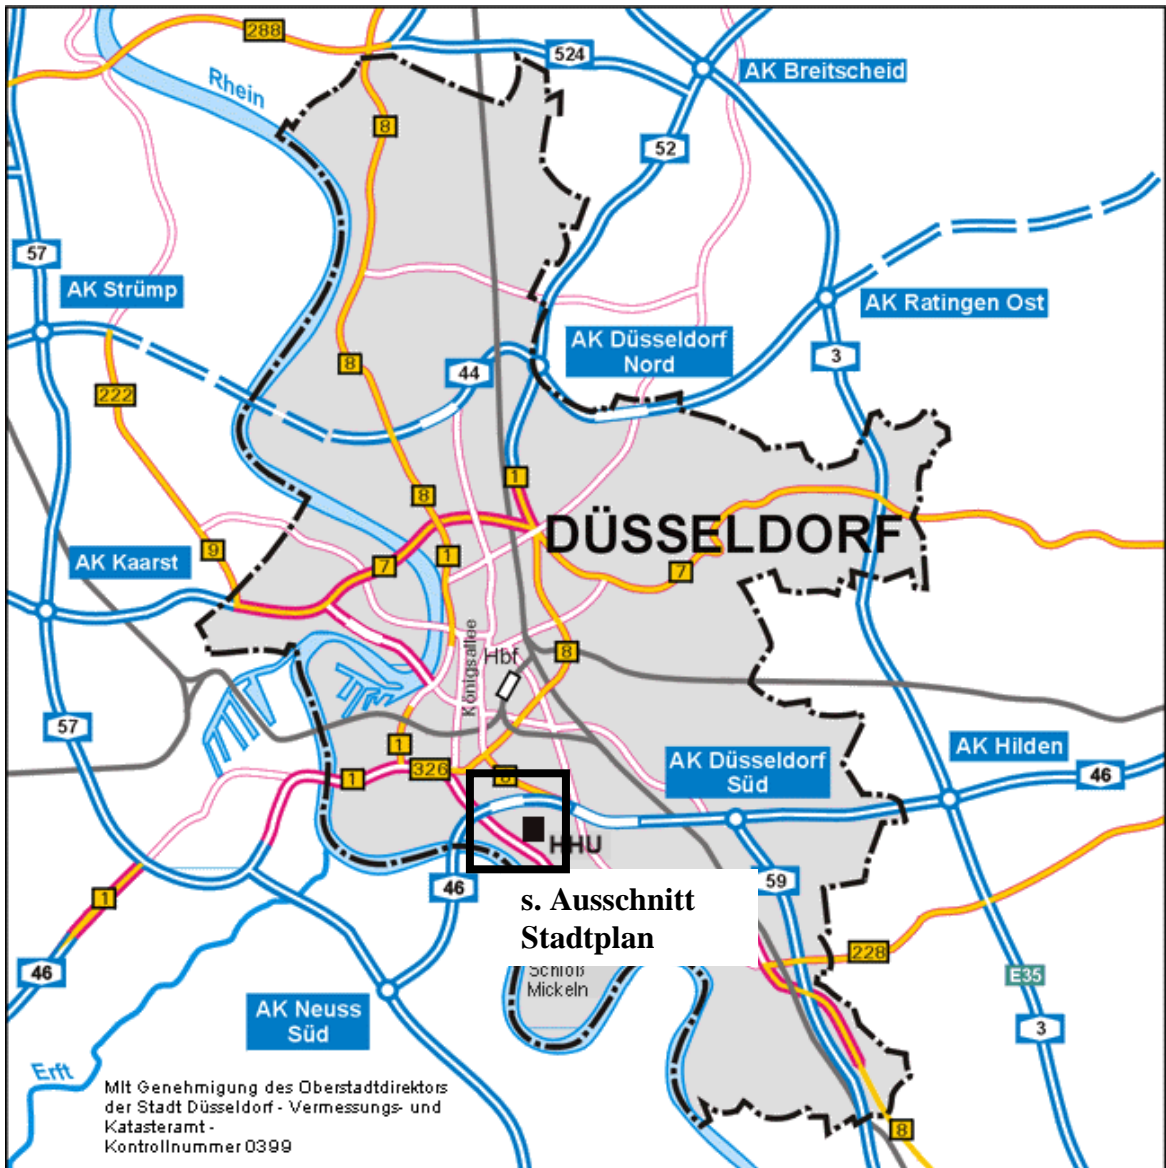 288
524
AK Breitscheid
Rhein
8
52
57
AK Strümp
AK Ratingen Ost
AK Düsseldorf
Nord
3
8
44
222
1
8
DÜSSELDORF
9
1
AK Kaarst
7
7
8
Königsallee
Hbf
57
1
AK Düsseldorf
Süd
AK Hilden
46
326
1
8
HHU
46
59
1
s. Ausschnitt
Stadtplan
228
46
Schloß
Mickeln
E35
AK Neuss
Süd
3
Erft
MIt Genehmigung des Oberstadtdirektors
der Stadt Düsseldorf - Vermessungs- und
Katasteramt -
Kontrollnummer 0399
8